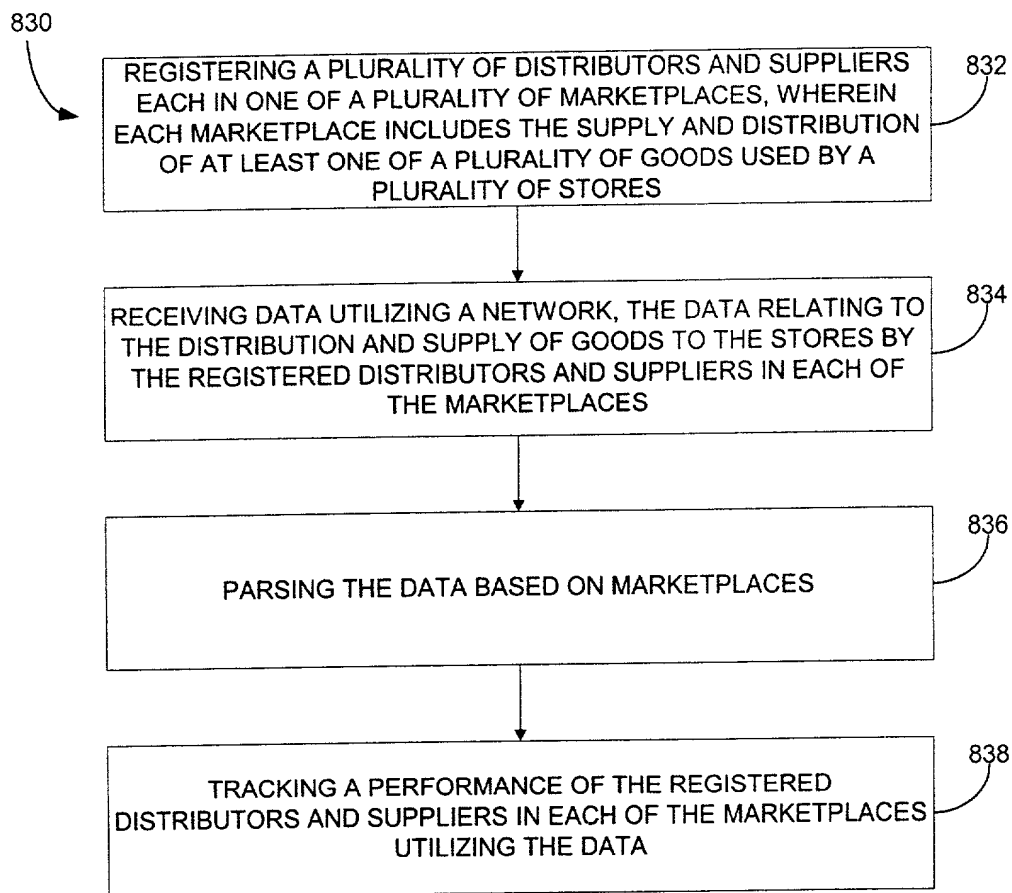 830
REGISTERING A PLURALITY OF DISTRIBUTORS AND SUPPLIERS
EACH IN ONE OF A PLURALITY OF MARKETPLACES, WHEREIN
EACH MARKETPLACE INCLUDES THE SUPPLY AND DISTRIBUTION
OF AT LEAST ONE OF A PLURALITY OF GOODS USED BY A
PLURALITY OF STORES
832
RECEIVING DATA UTILIZING A NETWORK, THE DATA RELATING TO
THE DISTRIBUTION AND SUPPLY OF GOODS TO THE STORES BY
THE REGISTERED DISTRIBUTORS AND SUPPLIERS IN EACH OF
THE MARKETPLACES
834
PARSING THE DATA BASED ON MARKETPLACES
836
TRACKING A PERFORMANCE OF THE REGISTERED
DISTRIBUTORS AND SUPPLIERS IN EACH OF THE MARKETPLACES
UTILIZING THE DATA
838